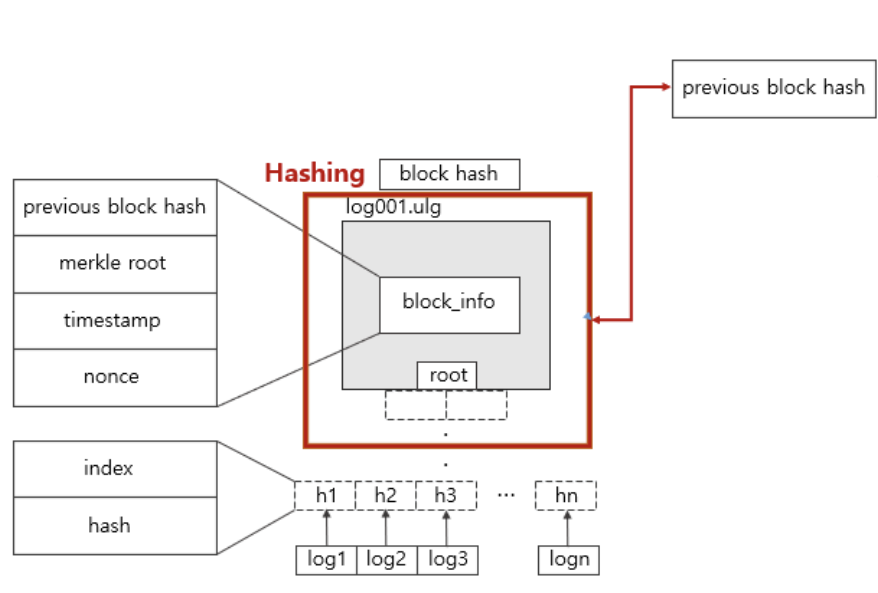 previous block hash
Hashing
block hash
log001.ulg
previous block hash
merkle root
timestamp
nonce
block_info
root
index
hash
h1 h2 h3 ··· hn
log1 log2 log3 logn